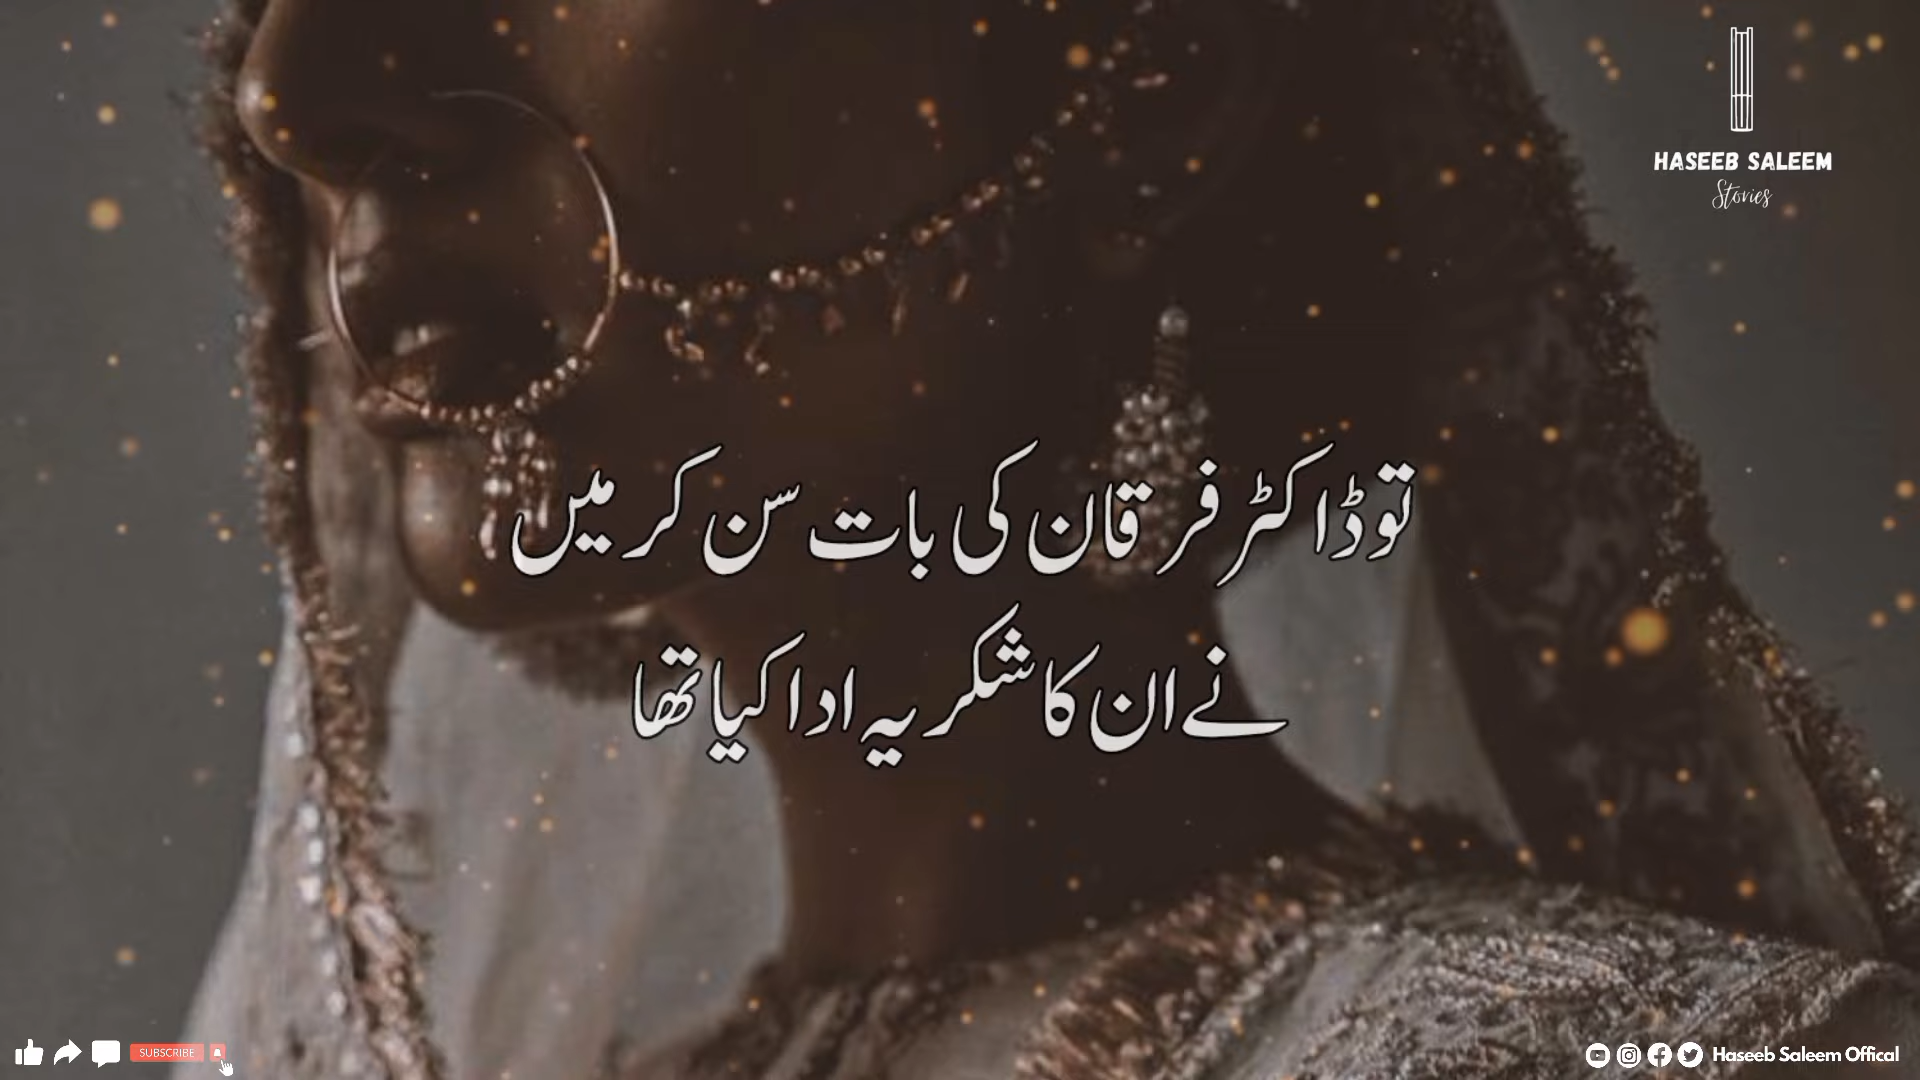 HASEEB SALEEM
Stories
تو ڈاکٹر فرقان کی بات سن کر میں
نے ان کا شکریہ ادا کیا تھا
SUBSCRIBE
Haseeb Saleem Offical